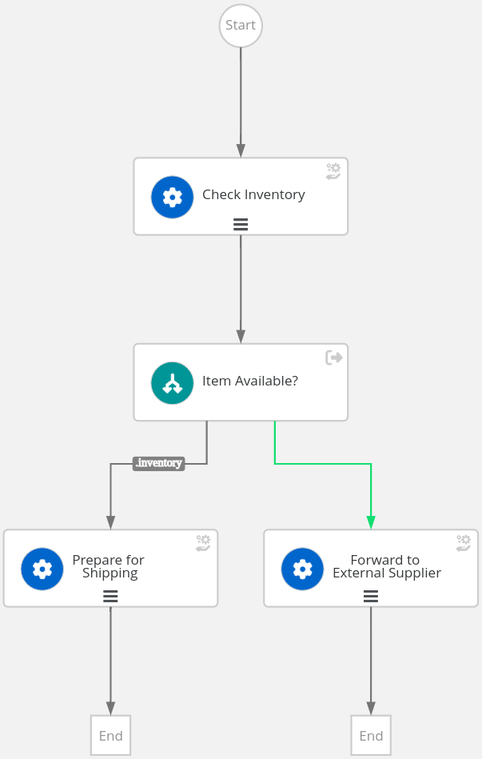 Start
Check Inventory
Item Available?
.inventory
Prepare for
Shipping
Forward to
External Supplier
End
End